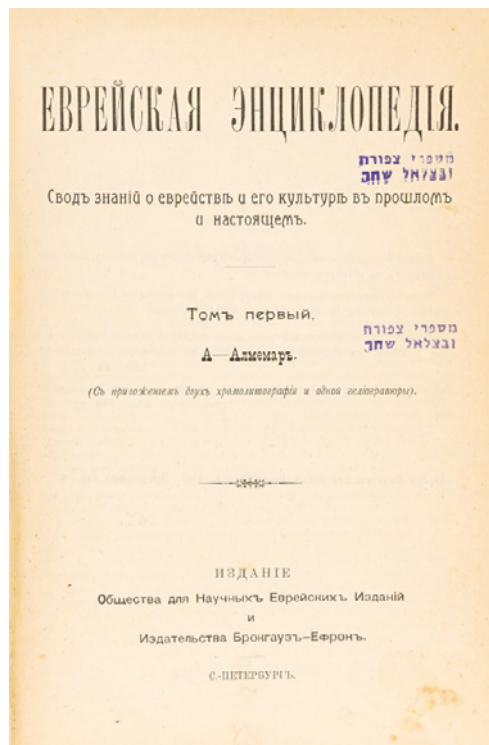 ЕВРЕЙСКАЯ ЭНЦИКЛОПЕДІЯ.
מספרי צפורה
ובצלאל שחר
Сводъ знаній о еврействѣ и его культурѣ въ прошломъ
и настоящемъ.
Томъ первый.
А—Алмемаръ.
מספרי צפורה
ובצלאל שחר
(Съ приложеніемъ двухъ хромолитографій и одной геліогравюры).
ИЗДАНІЕ
Общества для Научныхъ Еврейскихъ Изданій
и
Издательства Брокгаузъ-Ефронъ.
С.-ПЕТЕРБУРГЪ.